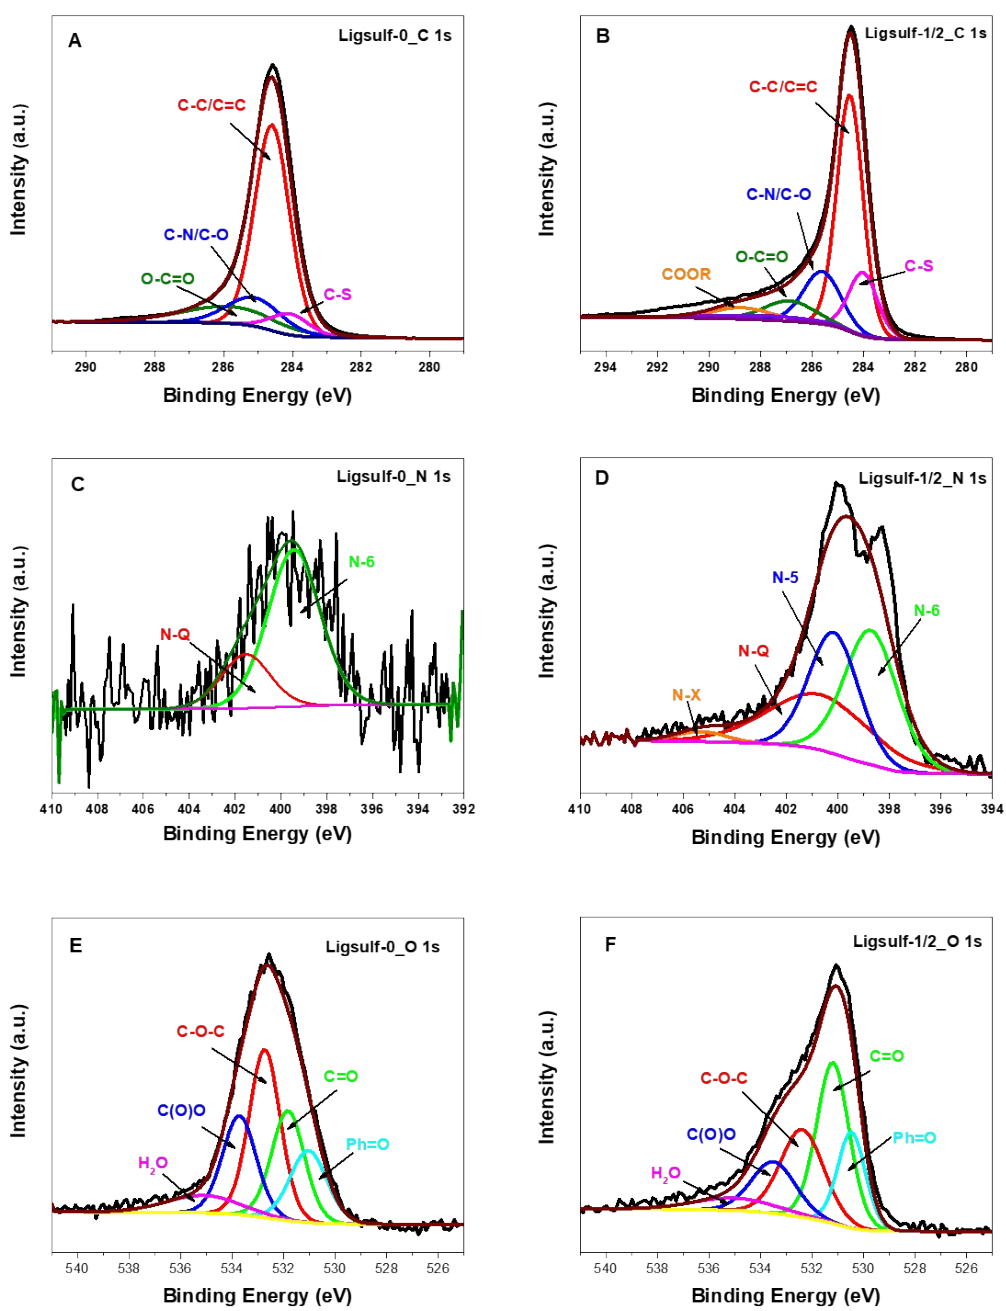 A
Ligsulf-0_C 1s
C-C/C=C
C-N/C-O
O-C=O
C-S
Intensity (a.u.)
290 288 286 284 282 280
Binding Energy (eV)
B
Ligsulf-1/2_C 1s
C-C/C=C
C-N/C-O
O-C=O
COOR
C-S
Intensity (a.u.)
294 292 290 288 286 284 282 280
Binding Energy (eV)
C
Ligsulf-0_N 1s
N-6
N-Q
Intensity (a.u.)
410 408 406 404 402 400 398 396 394 392
Binding Energy (eV)
D
Ligsulf-1/2_N 1s
N-5
N-6
N-Q
N-X
Intensity (a.u.)
410 408 406 404 402 400 398 396 394
Binding Energy (eV)
E
Ligsulf-0_O 1s
C-O-C
C=O
C(O)O
Ph=O
H₂O
Intensity (a.u.)
540 538 536 534 532 530 528 526
Binding Energy (eV)
F
Ligsulf-1/2_O 1s
C=O
C-O-C
C(O)O
Ph=O
H₂O
Intensity (a.u.)
540 538 536 534 532 530 528 526
Binding Energy (eV)